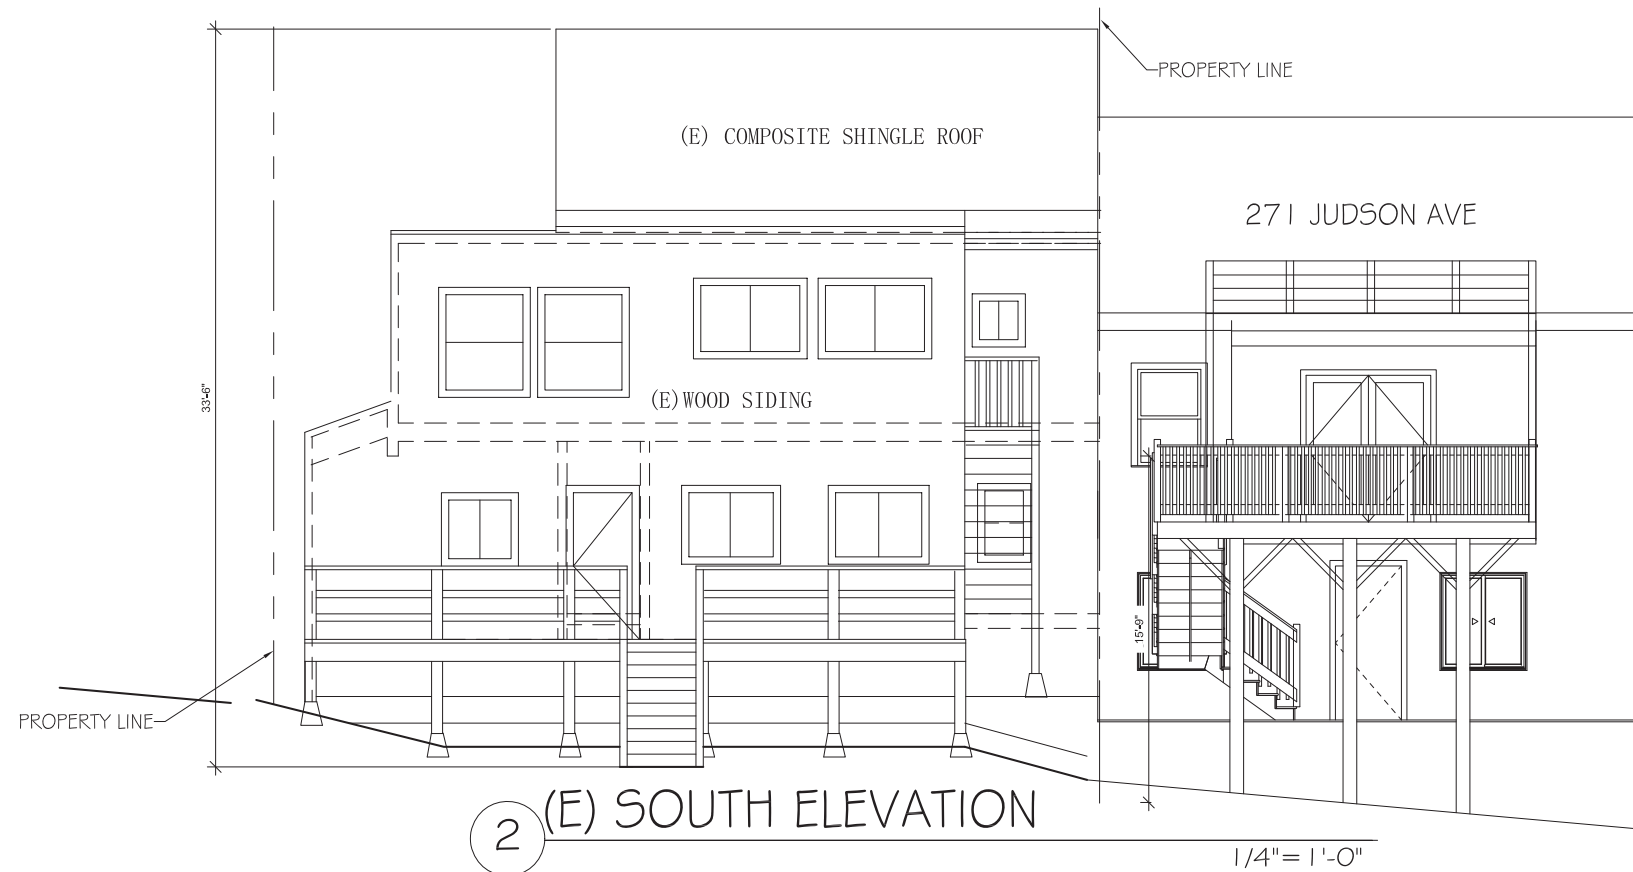 PROPERTY LINE
(E) COMPOSITE SHINGLE ROOF
271 JUDSON AVE
33'-6"
(E)WOOD SIDING
15'-9"
PROPERTY LINE
2
(E) SOUTH ELEVATION
1/4"= 1'-0"